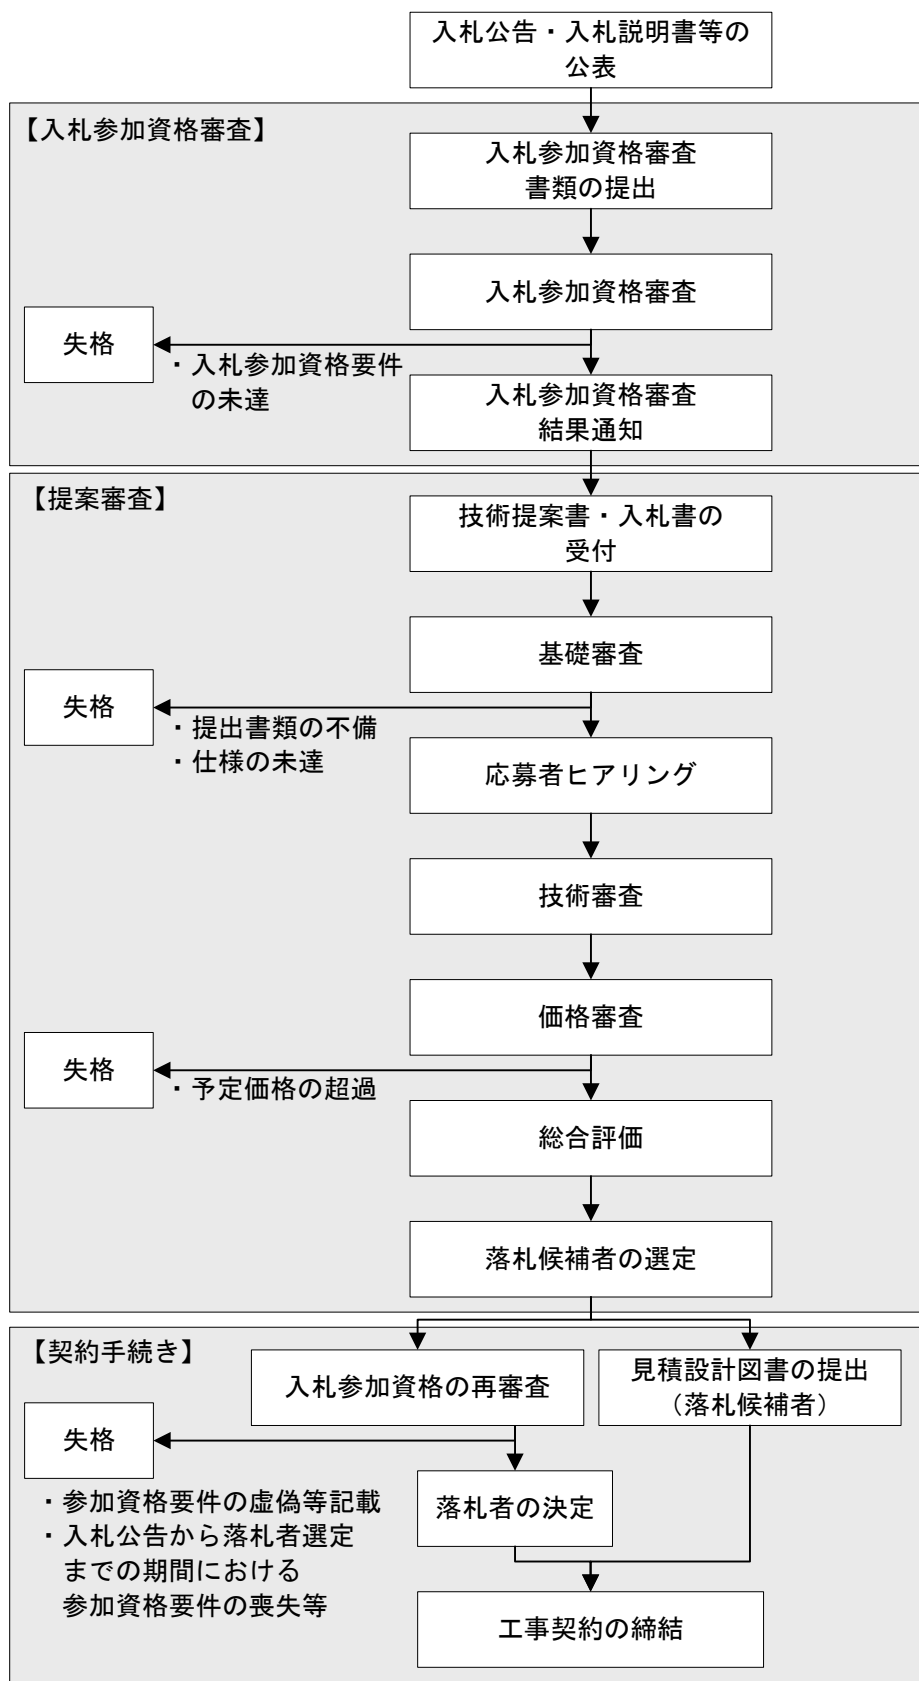 入札公告・入札説明書等の
公表
【入札参加資格審査】
入札参加資格審査
書類の提出
入札参加資格審査
失格
・入札参加資格要件
の未達
入札参加資格審査
結果通知
【提案審査】
技術提案書・入札書の
受付
基礎審査
失格
・提出書類の不備
・仕様の未達
応募者ヒアリング
技術審査
価格審査
失格
・予定価格の超過
総合評価
落札候補者の選定
【契約手続き】
入札参加資格の再審査
見積設計図書の提出
（落札候補者）
失格
・参加資格要件の虚偽等記載
・入札公告から落札者選定
までの期間における
参加資格要件の喪失等
落札者の決定
工事契約の締結